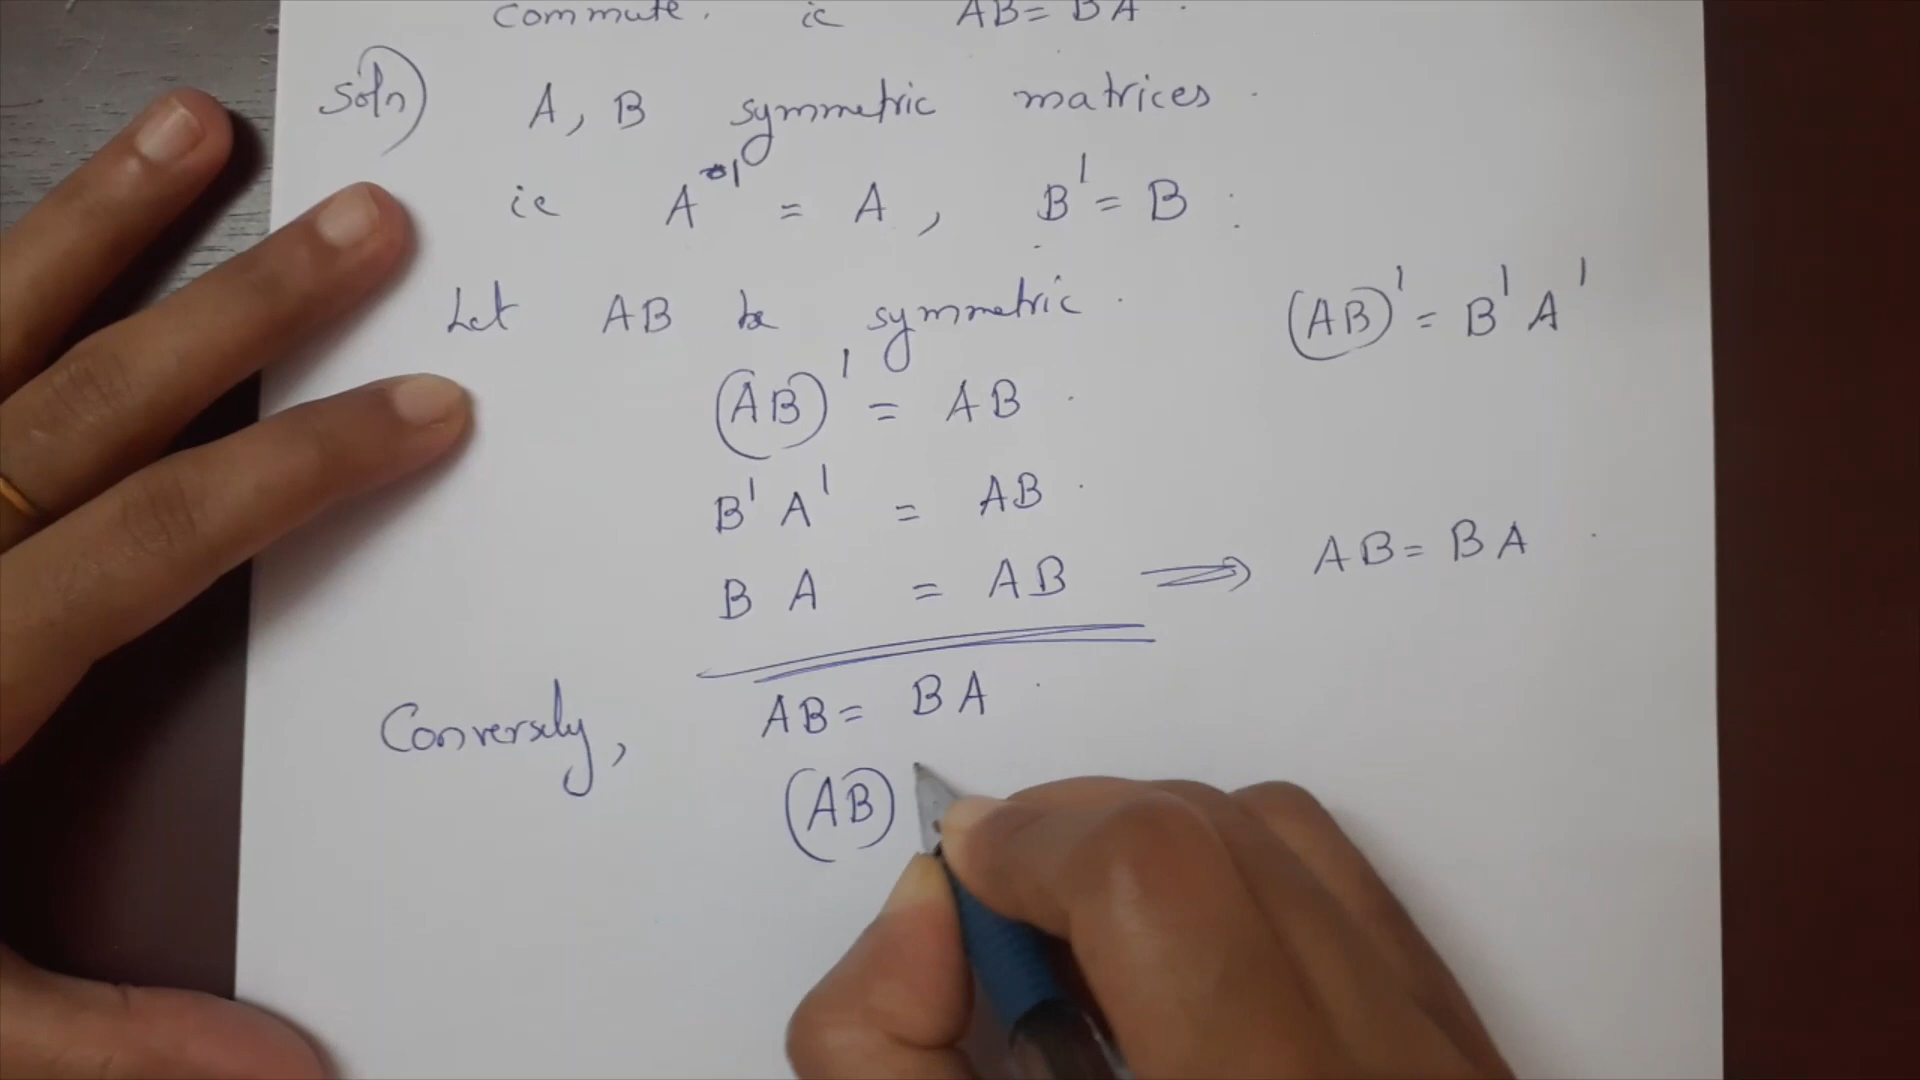 commute. ie AB = BA.
Soln) A, B symmetric matrices.
ie A' = A, B' = B.
Let AB be symmetric. (AB)' = B'A'
(AB)' = AB.
B'A' = AB.
BA = AB ⟹ AB = BA.
Conversely, AB = BA.
(AB)